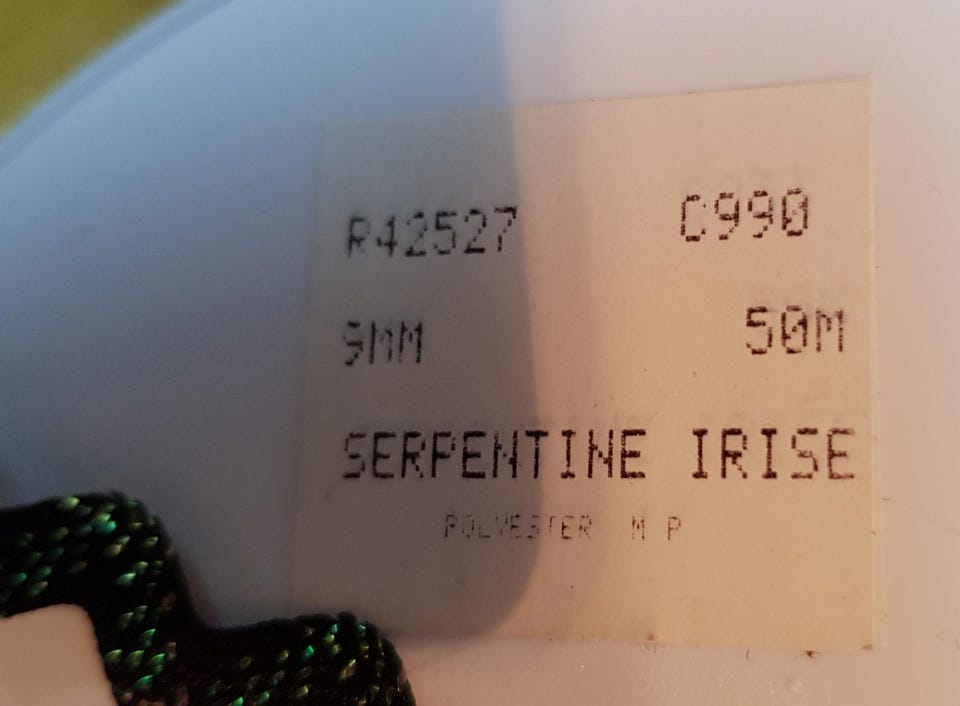 R42527 C990
9MM 50M
SERPENTINE IRISE
POLYESTER M P